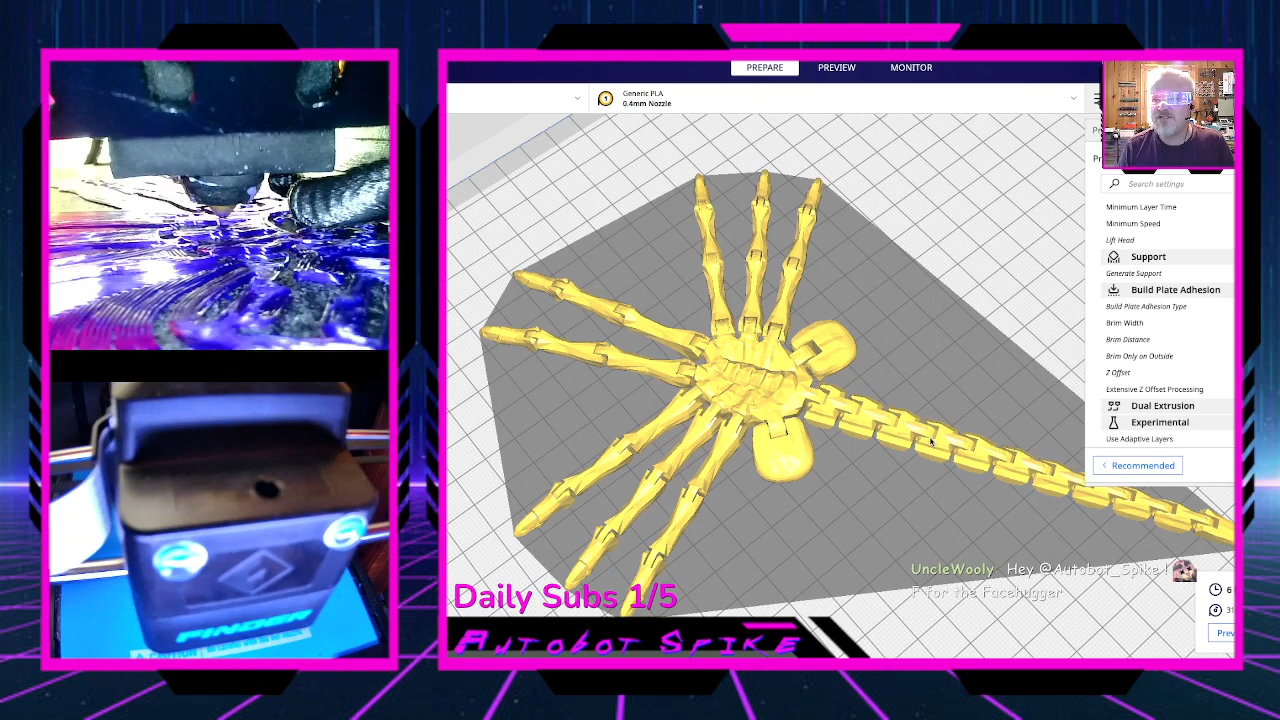 PREPARE PREVIEW MONITOR
Generic PLA
0.4mm Nozzle
1
Search settings
Minimum Layer Time
Minimum Speed
Lift Head
Support
Generate Support
Build Plate Adhesion
Build Plate Adhesion Type
Brim Width
Brim Distance
Brim Only on Outside
Z Offset
Extensive Z Offset Processing
Dual Extrusion
Experimental
Use Adaptive Layers
Recommended
UncleWooly: Hey @Autobot_Spike !
F for the Facehugger
Daily Subs 1/5
Autobot Spike
FINDER